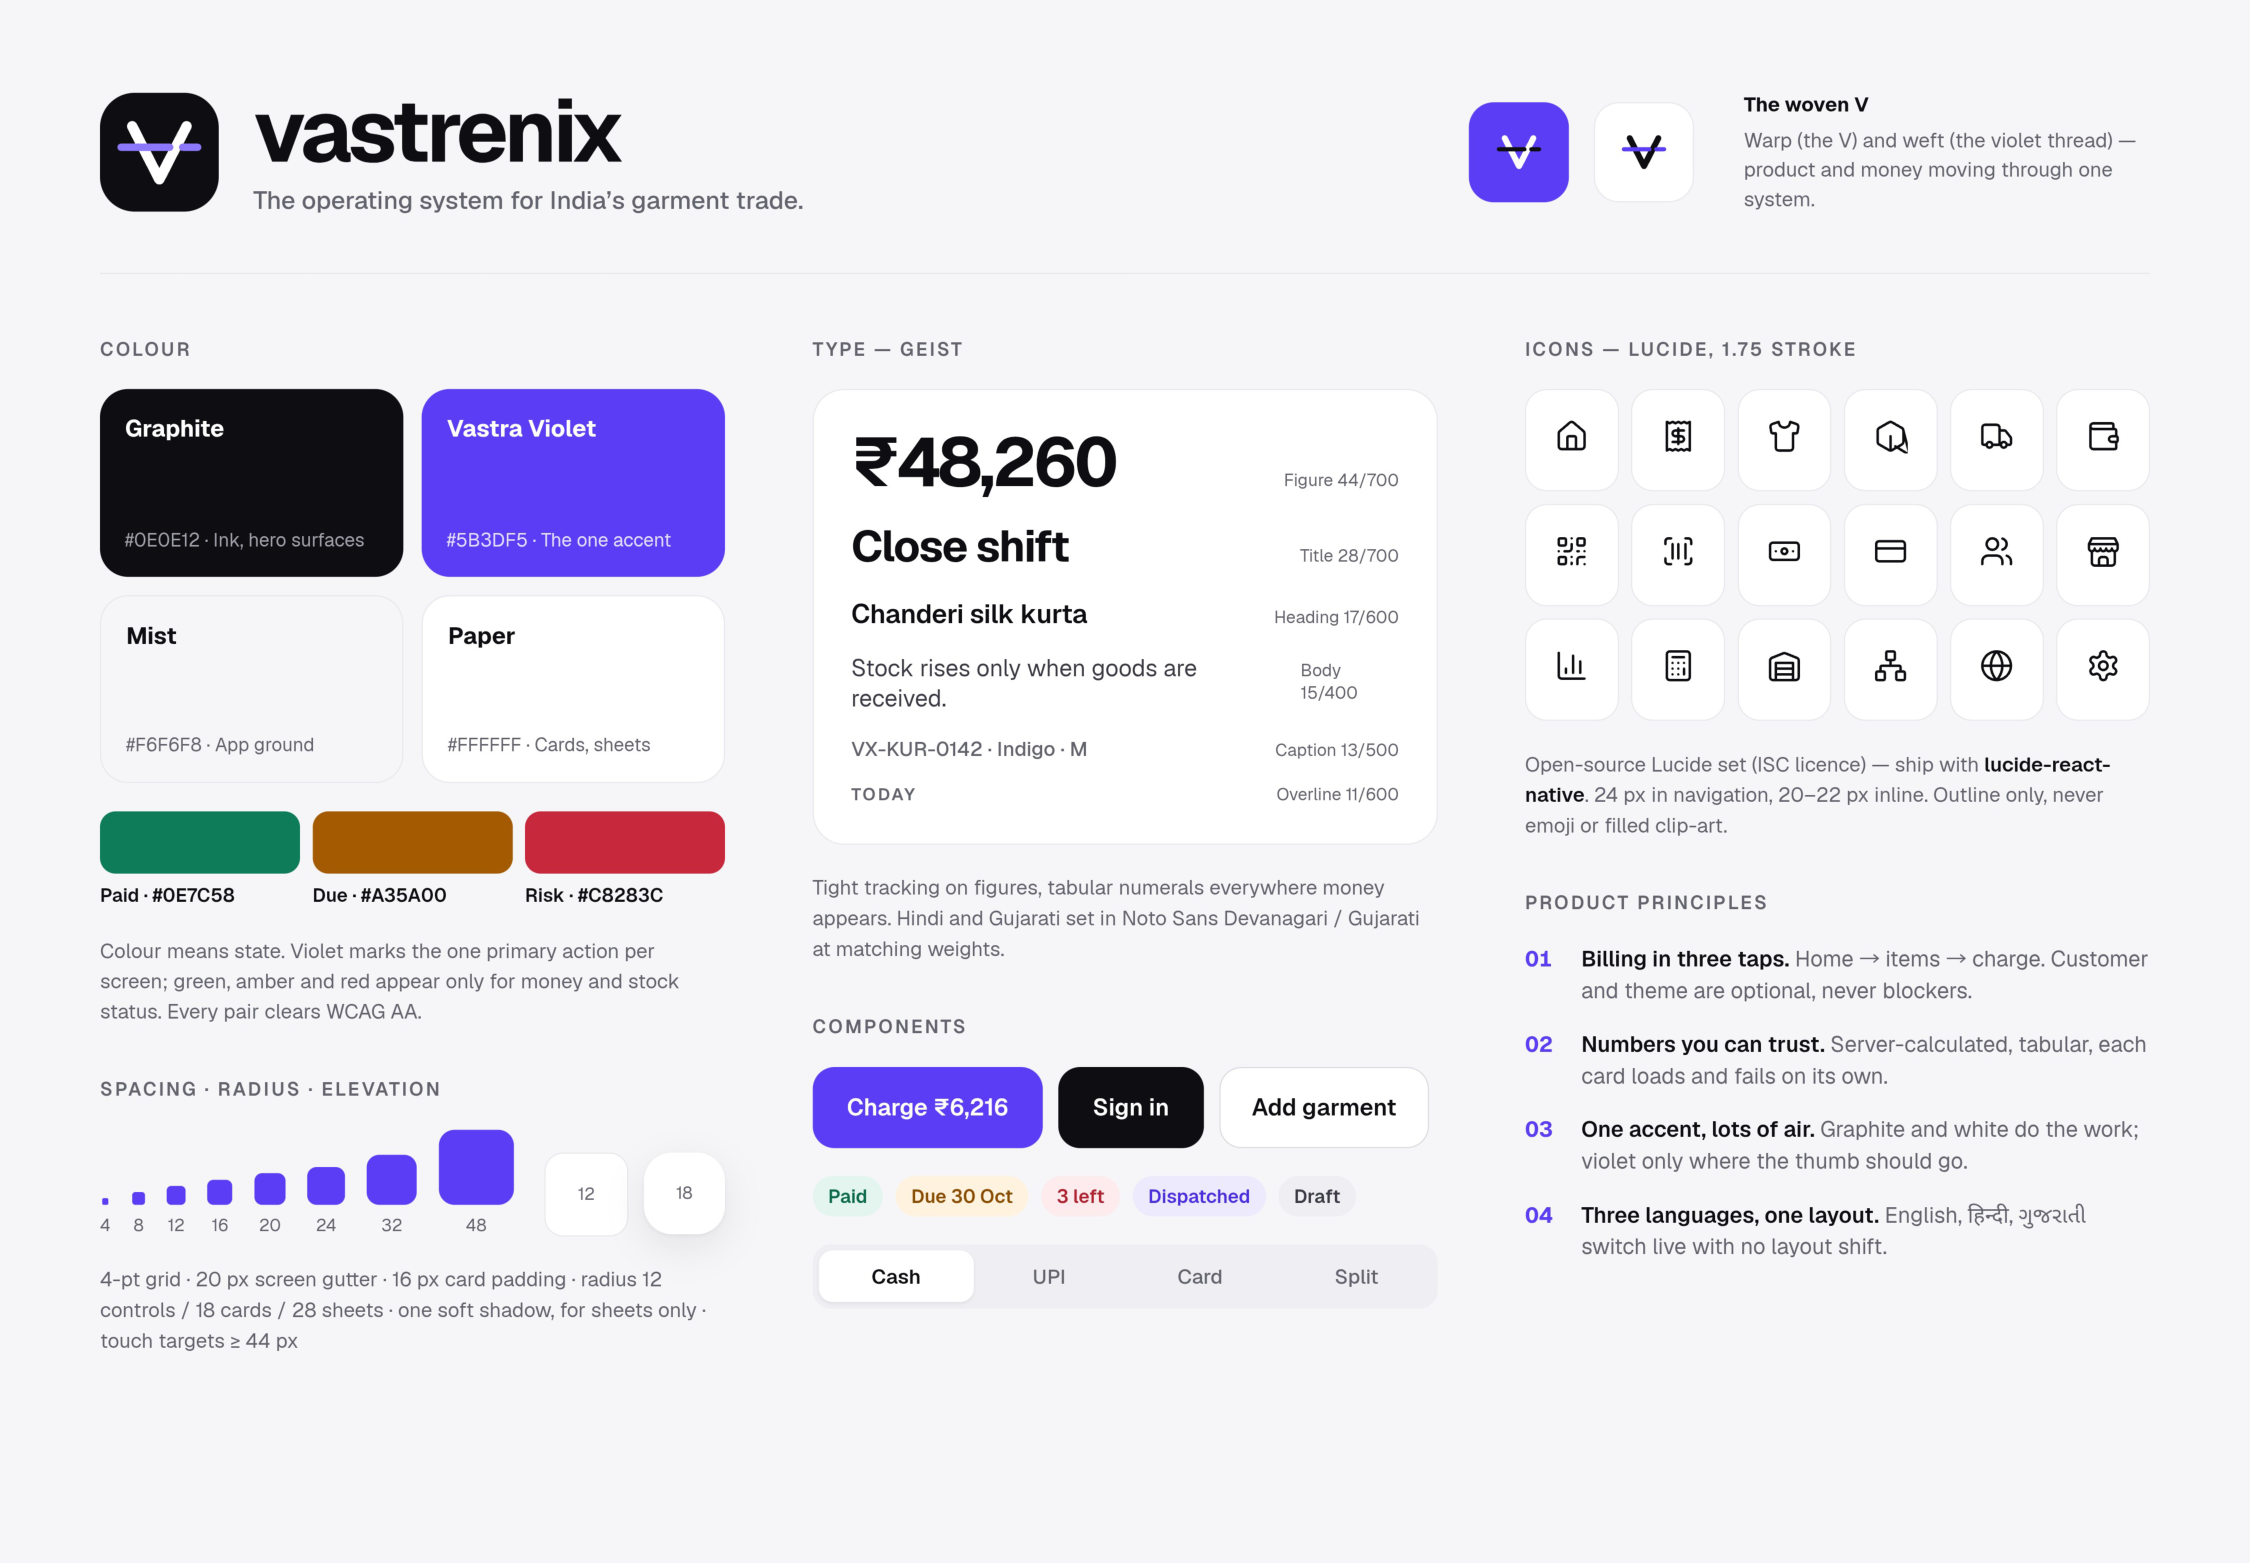 vastrenix
The operating system for India’s garment trade.
The woven V
Warp (the V) and weft (the violet thread) —
product and money moving through one
system.
COLOUR
Graphite
#0E0E12 · Ink, hero surfaces
Vastra Violet
#5B3DF5 · The one accent
Mist
#F6F6F8 · App ground
Paper
#FFFFFF · Cards, sheets
Paid · #0E7C58
Due · #A35A00
Risk · #C8283C
Colour means state. Violet marks the one primary action per
screen; green, amber and red appear only for money and stock
status. Every pair clears WCAG AA.
SPACING · RADIUS · ELEVATION
4 8 12 16 20 24 32 48
12
18
4-pt grid · 20 px screen gutter · 16 px card padding · radius 12
controls / 18 cards / 28 sheets · one soft shadow, for sheets only ·
touch targets ≥ 44 px
TYPE — GEIST
₹48,260
Figure 44/700
Close shift
Title 28/700
Chanderi silk kurta
Heading 17/600
Stock rises only when goods are
received.
Body
15/400
VX-KUR-0142 · Indigo · M
Caption 13/500
TODAY
Overline 11/600
Tight tracking on figures, tabular numerals everywhere money
appears. Hindi and Gujarati set in Noto Sans Devanagari / Gujarati
at matching weights.
COMPONENTS
Charge ₹6,216
Sign in
Add garment
Paid
Due 30 Oct
3 left
Dispatched
Draft
Cash
UPI
Card
Split
ICONS — LUCIDE, 1.75 STROKE
Open-source Lucide set (ISC licence) — ship with lucide-react-
native. 24 px in navigation, 20–22 px inline. Outline only, never
emoji or filled clip-art.
PRODUCT PRINCIPLES
01 Billing in three taps. Home → items → charge. Customer
and theme are optional, never blockers.
02 Numbers you can trust. Server-calculated, tabular, each
card loads and fails on its own.
03 One accent, lots of air. Graphite and white do the work;
violet only where the thumb should go.
04 Three languages, one layout. English, हिन्दी, ગુજરાતી
switch live with no layout shift.